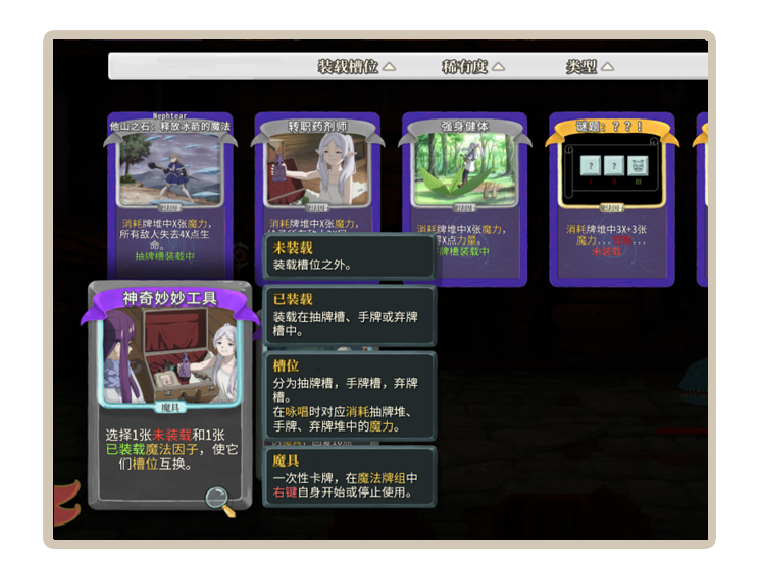 装载槽位
稀有度
类型
Nephtear
他山之石：释放冰箭的魔法
消耗牌堆中X张魔力，
所有敌人失去4X点生
命。
抽牌槽装载中
转职药剂师
消耗牌堆中X张魔力，
强身健体
消耗牌堆中X张 魔力，
X点力量。
牌槽装载中
谜题：？？！
消耗牌堆中3X+3张
魔力...
未装载
神奇妙妙工具
魔具
选择1张未装载和1张
已装载魔法因子，使它
们槽位互换。
未装载
装载槽位之外。
已装载
装载在抽牌槽、手牌或弃牌
槽中。
槽位
分为抽牌槽，手牌槽，弃牌
槽。
在咏唱时对应消耗抽牌堆、
手牌、弃牌堆中的魔力。
魔具
一次性卡牌，在魔法牌组中
右键自身开始或停止使用。